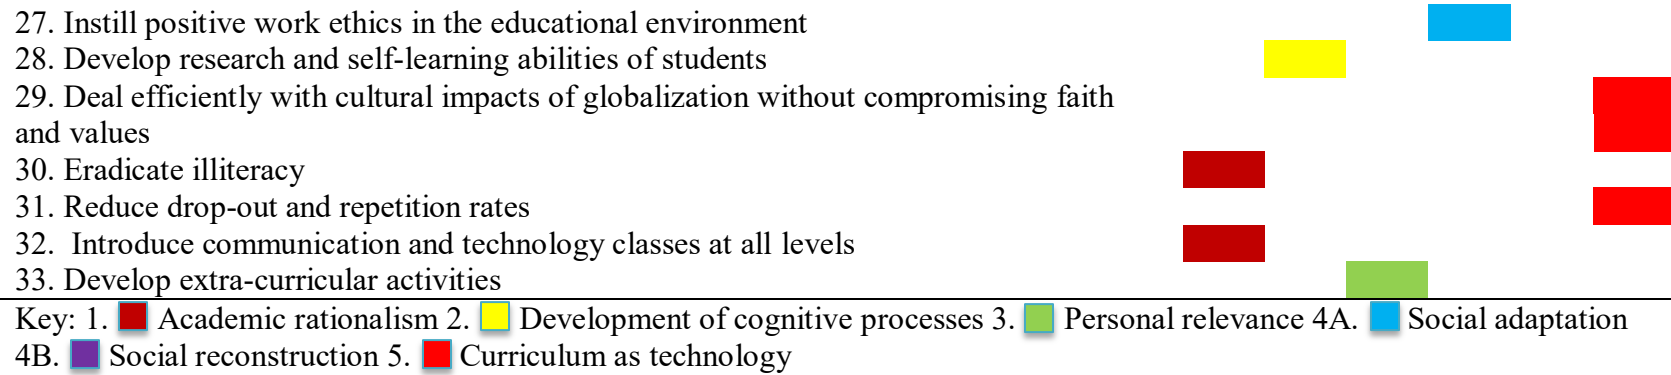 27. Instill positive work ethics in the educational environment
28. Develop research and self-learning abilities of students
29. Deal efficiently with cultural impacts of globalization without compromising faith
and values
30. Eradicate illiteracy
31. Reduce drop-out and repetition rates
32.  Introduce communication and technology classes at all levels
33. Develop extra-curricular activities
Key: 1. Academic rationalism 2. Development of cognitive processes 3. Personal relevance 4A. Social adaptation
4B. Social reconstruction 5. Curriculum as technology